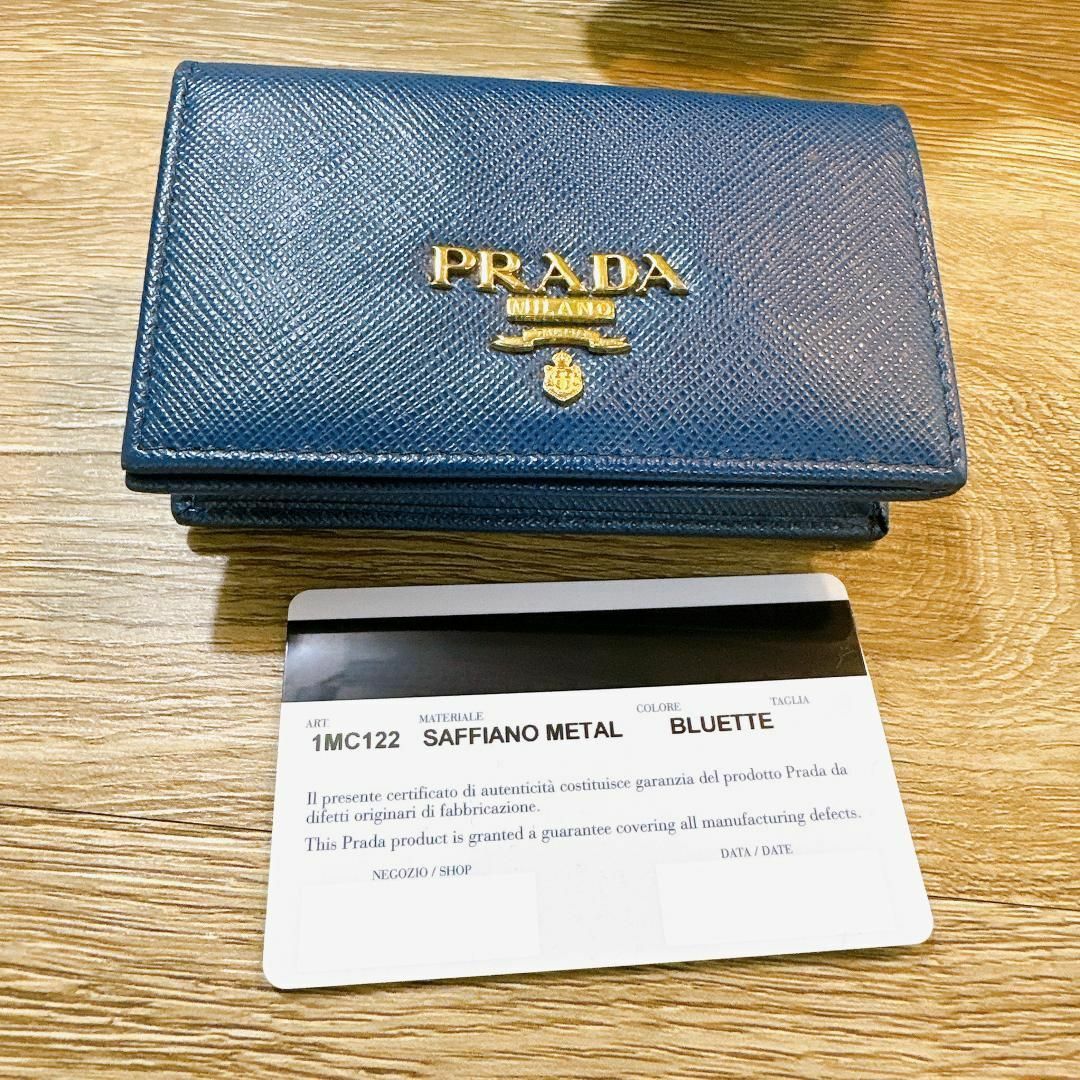 PRADA
MILANO
ART.
MATERIALE
COLORE
TAGLIA
1MC122
SAFFIANO METAL
BLUETTE
Il presente certificato di autenticità costituisce garanzia del prodotto Prada da
difetti originari di fabbricazione.
This Prada product is granted a guarantee covering all manufacturing defects.
NEGOZIO / SHOP
DATA / DATE